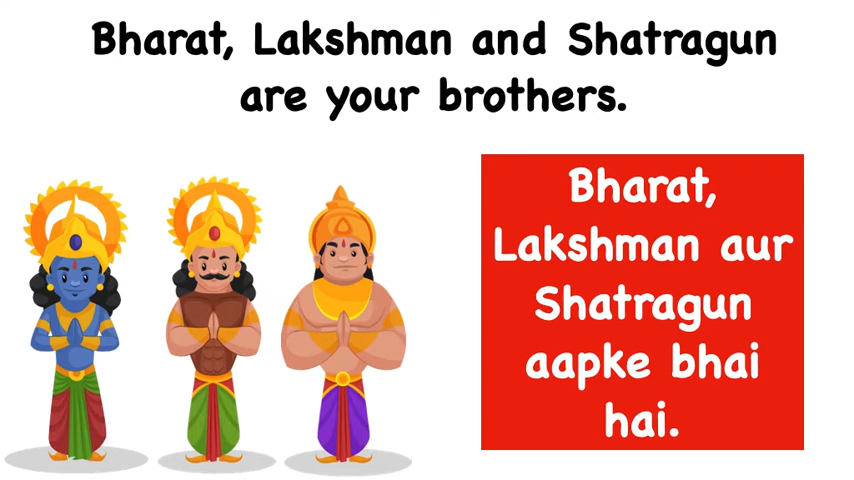 Bharat, Lakshman and Shatragun
are your brothers.
Bharat,
Lakshman aur
Shatragun
aapke bhai
hai.